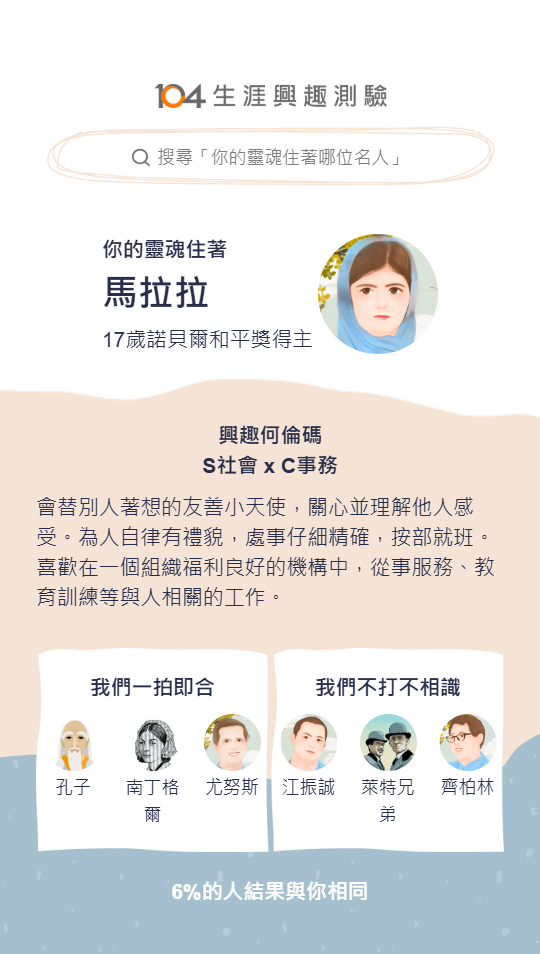 104 生涯興趣測驗
搜尋「你的靈魂住著哪位名人」
你的靈魂住著
馬拉拉
17歲諾貝爾和平獎得主
興趣何倫碼
S社會 x C事務
會替別人著想的友善小天使，關心並理解他人感
受。為人自律有禮貌，處事仔細精確，按部就班。
喜歡在一個組織福利良好的機構中，從事服務、教
育訓練等與人相關的工作。
我們一拍即合
孔子
南丁格
爾
尤努斯
我們不打不相識
江振誠
萊特兄
弟
齊柏林
6%的人結果與你相同